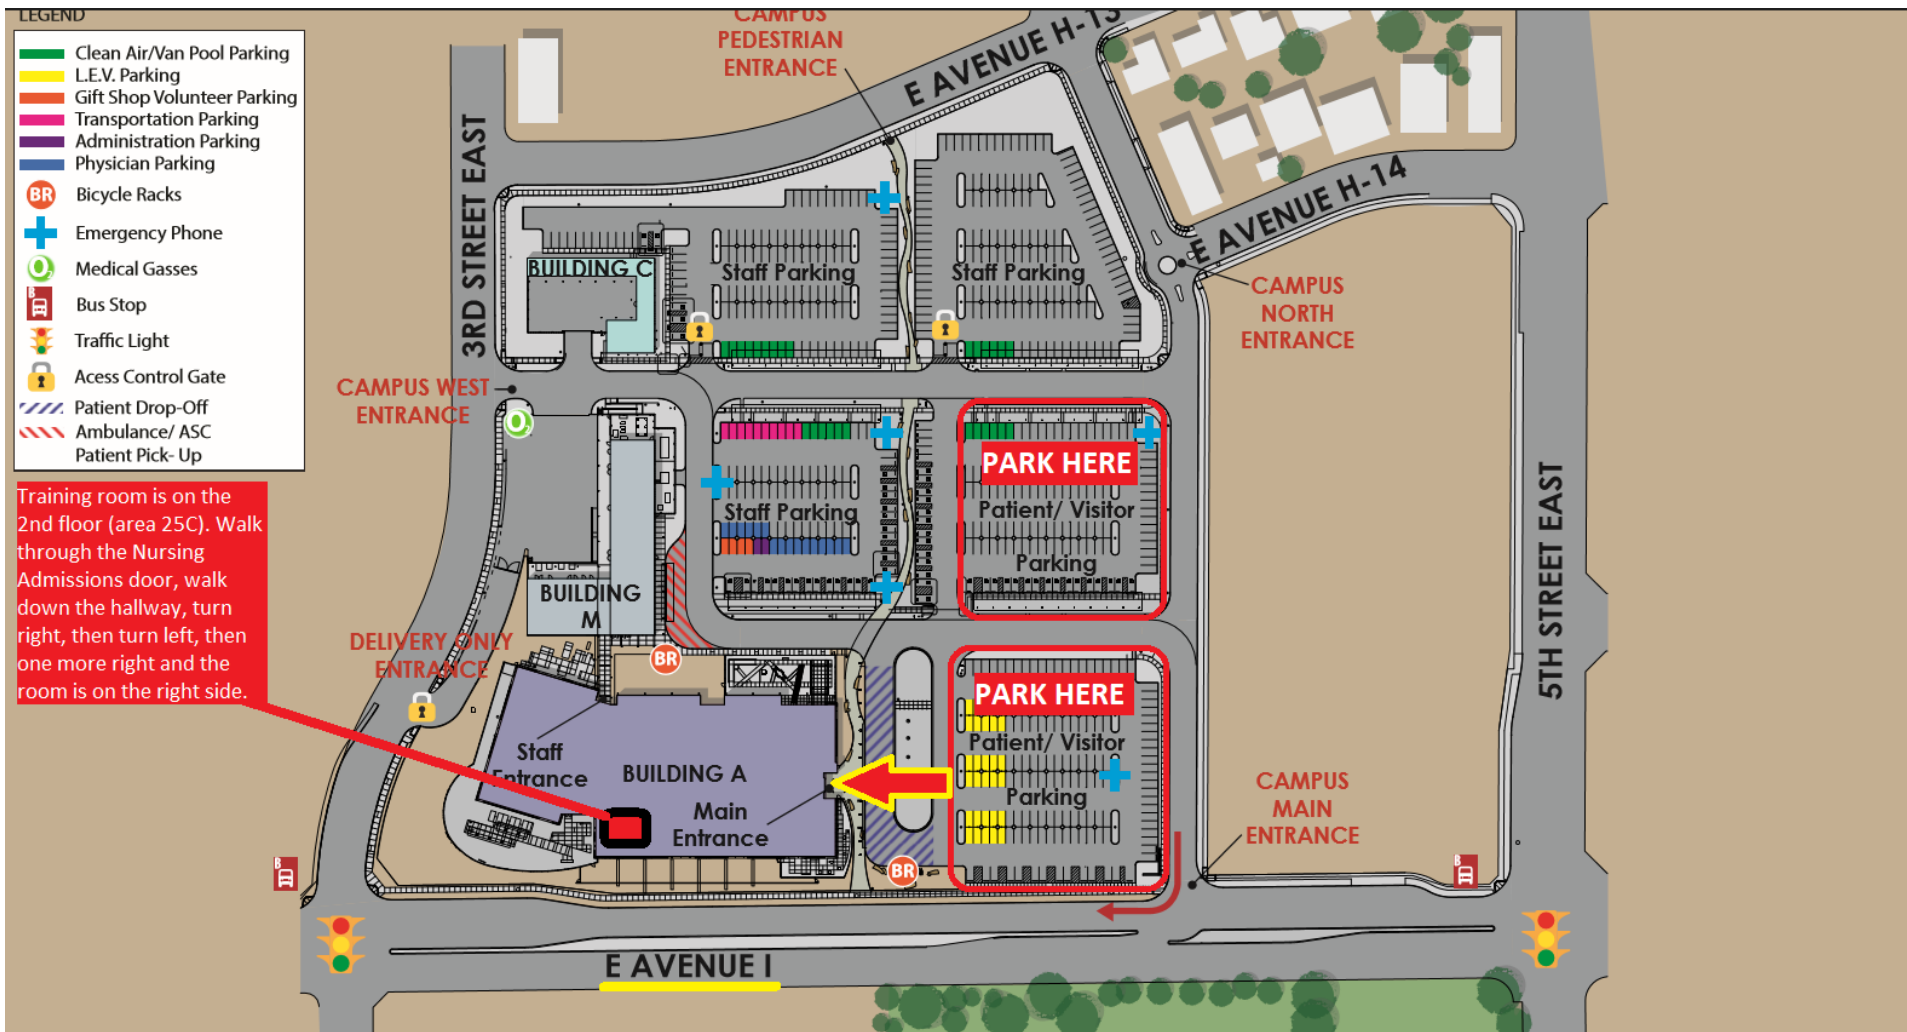 LEGEND
Clean Air/Van Pool Parking
L.E.V. Parking
Gift Shop Volunteer Parking
Transportation Parking
Administration Parking
Physician Parking
BR
Bicycle Racks
Emergency Phone
O2
Medical Gasses
B
Bus Stop
Traffic Light
Acess Control Gate
Patient Drop-Off
Ambulance/ ASC
Patient Pick- Up
Training room is on the
2nd floor (area 25C). Walk
through the Nursing
Admissions door, walk
down the hallway, turn
right, then turn left, then
one more right and the
room is on the right side.
CAMPUS
PEDESTRIAN
ENTRANCE
E AVENUE H-13
E AVENUE H-14
3RD STREET EAST
BUILDING C
Staff Parking
Staff Parking
CAMPUS
NORTH
ENTRANCE
CAMPUS WEST
ENTRANCE
O2
PARK HERE
Patient/ Visitor
Parking
Staff Parking
BUILDING
M
5TH STREET EAST
DELIVERY ONLY
ENTRANCE
BR
PARK HERE
Patient/ Visitor
Parking
Staff
Entrance
BUILDING A
Main
Entrance
CAMPUS
MAIN
ENTRANCE
B
BR
B
E AVENUE I